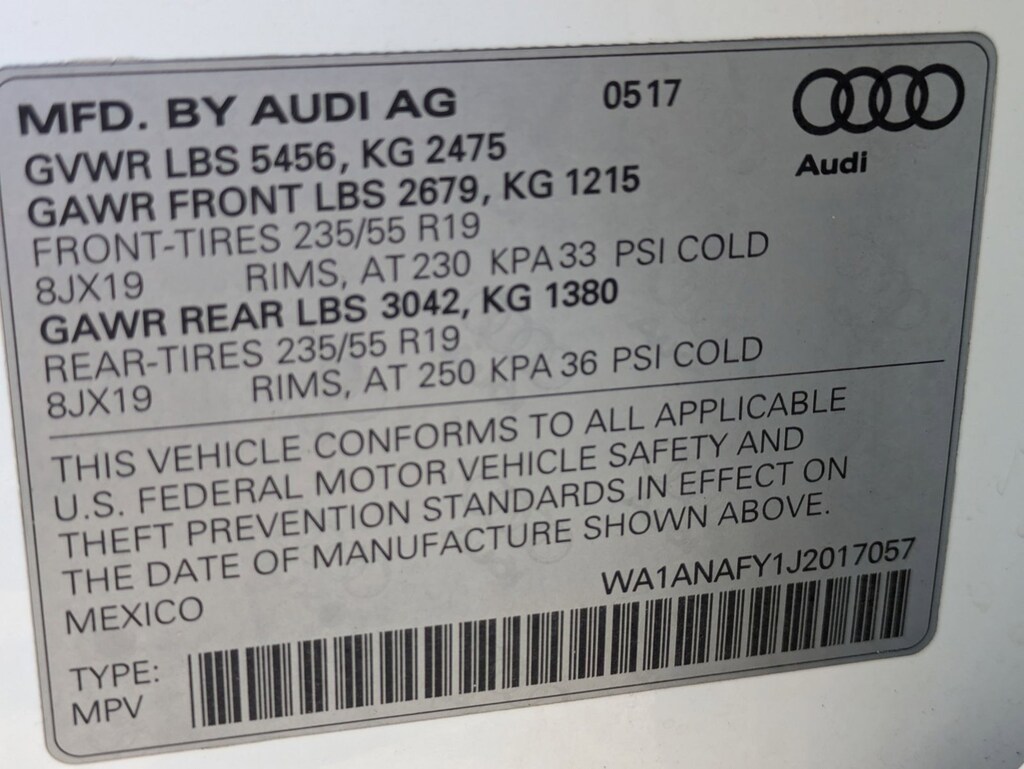 MFD. BY AUDI AG 0517
Audi
GVWR LBS 5456, KG 2475
GAWR FRONT LBS 2679, KG 1215
FRONT-TIRES 235/55 R19
8JX19 RIMS, AT 230 KPA 33 PSI COLD
GAWR REAR LBS 3042, KG 1380
REAR-TIRES 235/55 R19
8JX19 RIMS, AT 250 KPA 36 PSI COLD
THIS VEHICLE CONFORMS TO ALL APPLICABLE
U.S. FEDERAL MOTOR VEHICLE SAFETY AND
THEFT PREVENTION STANDARDS IN EFFECT ON
THE DATE OF MANUFACTURE SHOWN ABOVE.
MEXICO WA1ANAFY1J2017057
TYPE:
MPV